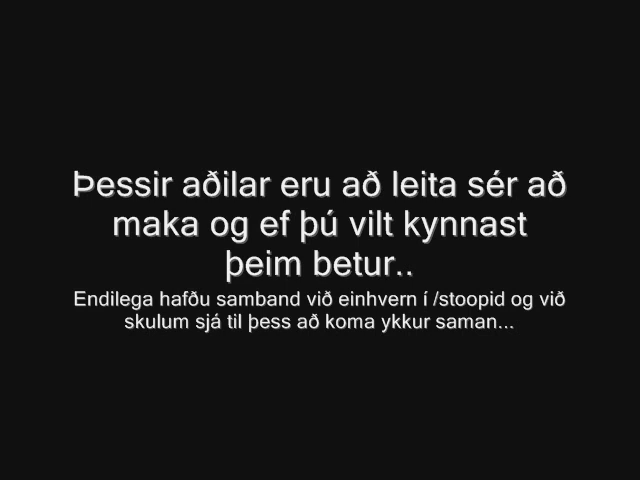 Þessir aðilar eru að leita sér að
maka og ef þú vilt kynnast
þeim betur..
Endilega hafðu samband við einhvern í /stoopid og við
skulum sjá til þess að koma ykkur saman...